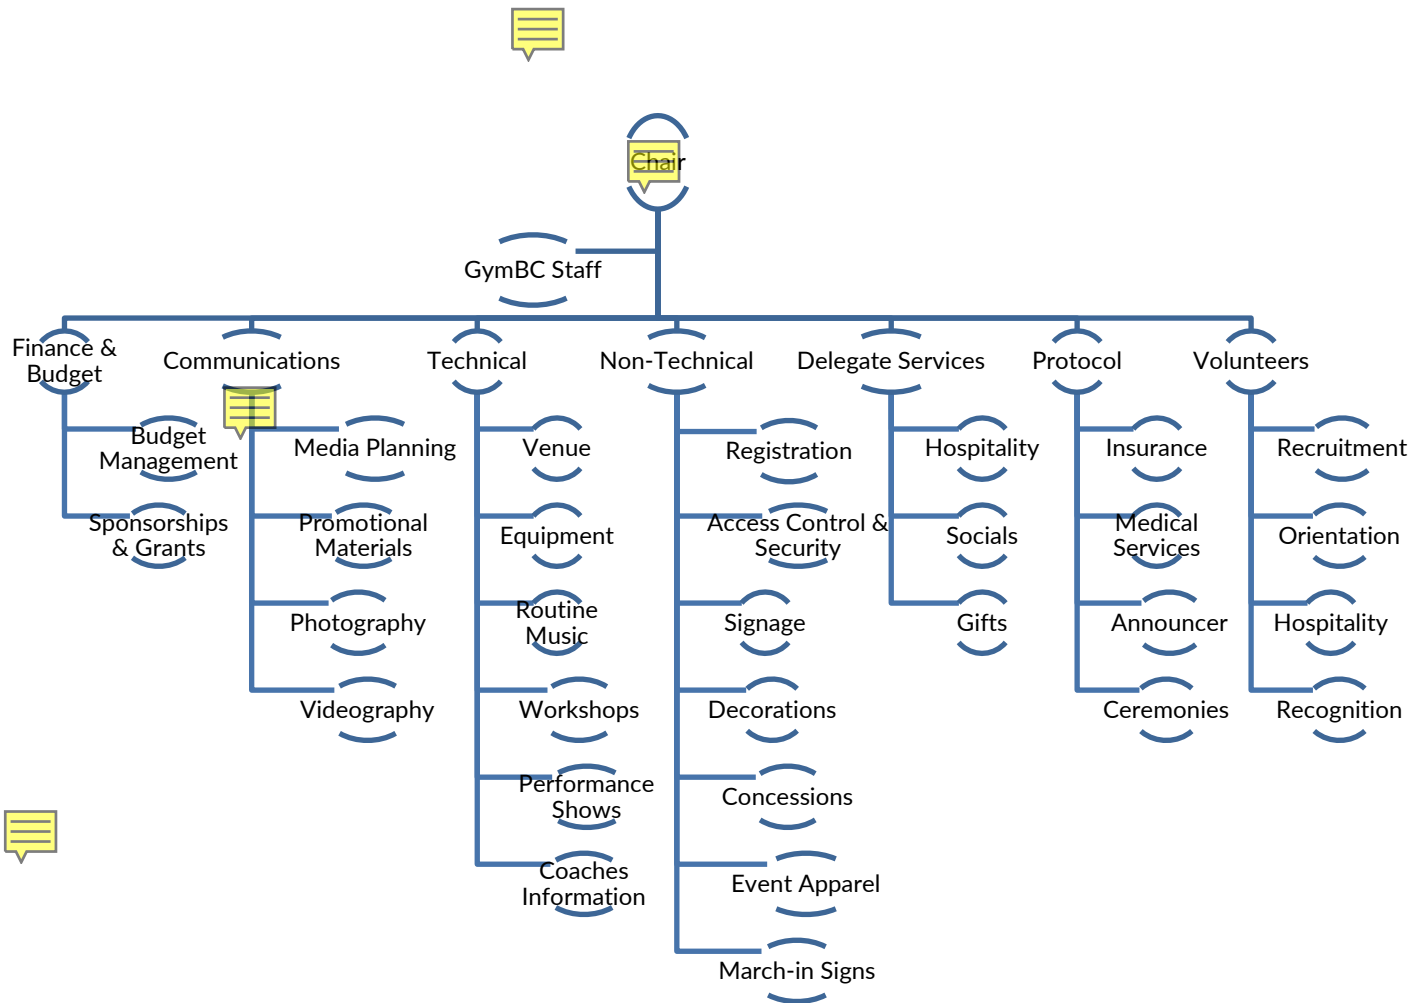 Chair
GymBC Staff
Finance &
Budget
Communications
Technical
Non-Technical
Delegate Services
Protocol
Volunteers
Budget
Management
Sponsorships
& Grants
Media Planning
Promotional
Materials
Photography
Videography
Venue
Equipment
Routine
Music
Workshops
Performance
Shows
Coaches
Information
Registration
Access Control &
Security
Signage
Decorations
Concessions
Event Apparel
March-in Signs
Hospitality
Socials
Gifts
Insurance
Medical
Services
Announcer
Ceremonies
Recruitment
Orientation
Hospitality
Recognition